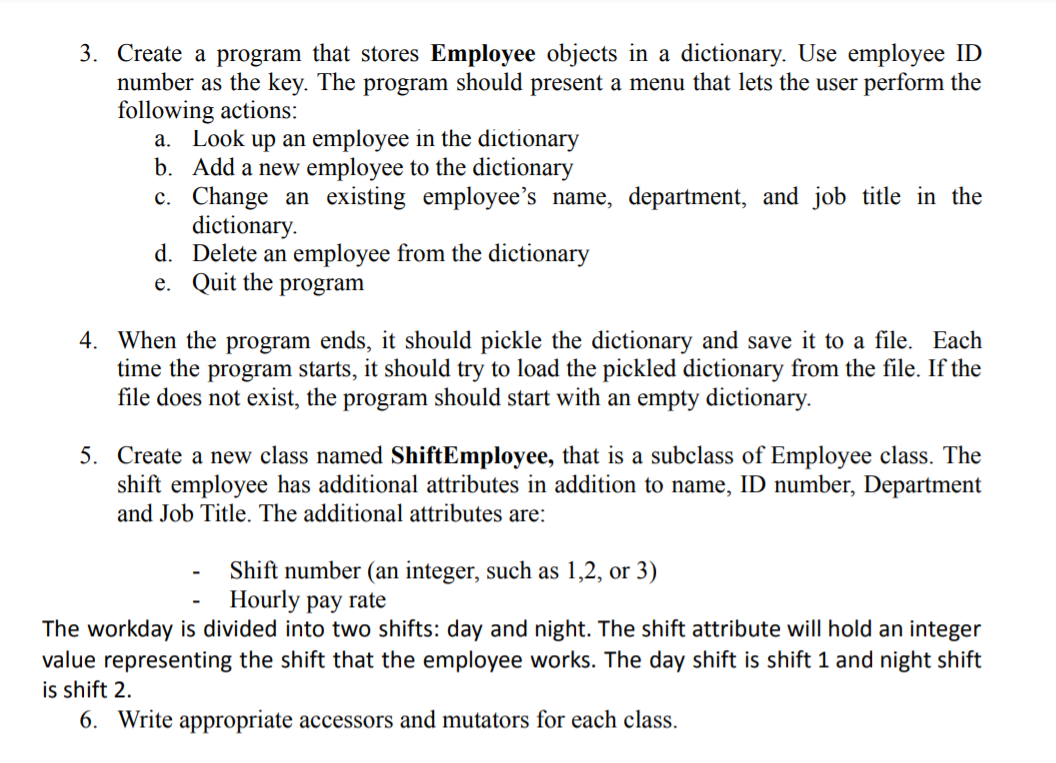 3. Create a program that stores Employee objects in a dictionary. Use employee ID
number as the key. The program should present a menu that lets the user perform the
following actions:
a. Look up an employee in the dictionary
b. Add a new employee to the dictionary
c. Change an existing employee's name, department, and job title in the
dictionary.
d. Delete an employee from the dictionary
e. Quit the program
4. When the program ends, it should pickle the dictionary and save it to a file. Each
time the program starts, it should try to load the pickled dictionary from the file. If the
file does not exist, the program should start with an empty dictionary.
5. Create a new class named ShiftEmployee, that is a subclass of Employee class. The
shift employee has additional attributes in addition to name, ID number, Department
and Job Title. The additional attributes are:
- Shift number (an integer, such as 1,2, or 3)
- Hourly pay rate
The workday is divided into two shifts: day and night. The shift attribute will hold an integer
value representing the shift that the employee works. The day shift is shift 1 and night shift
is shift 2.
6. Write appropriate accessors and mutators for each class.